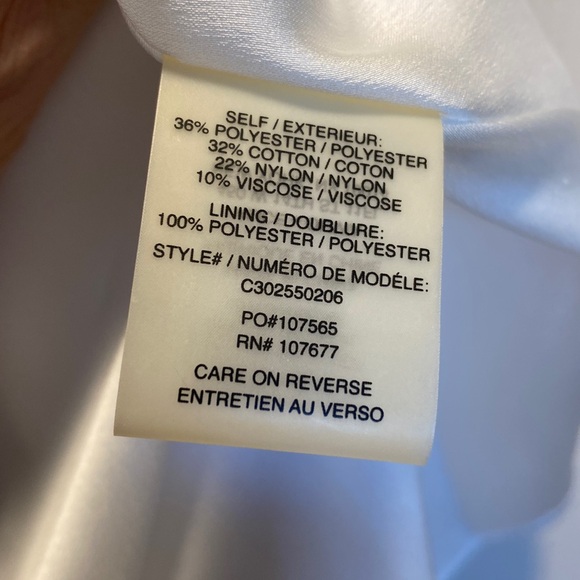 SELF / EXTERIEUR:
36% POLYESTER / POLYESTER
32% COTTON / COTON
22% NYLON / NYLON
10% VISCOSE / VISCOSE
LINING / DOUBLURE:
100% POLYESTER / POLYESTER
STYLE# / NUMÉRO DE MODÉLE:
C302550206
PO#107565
RN# 107677
CARE ON REVERSE
ENTRETIEN AU VERSO